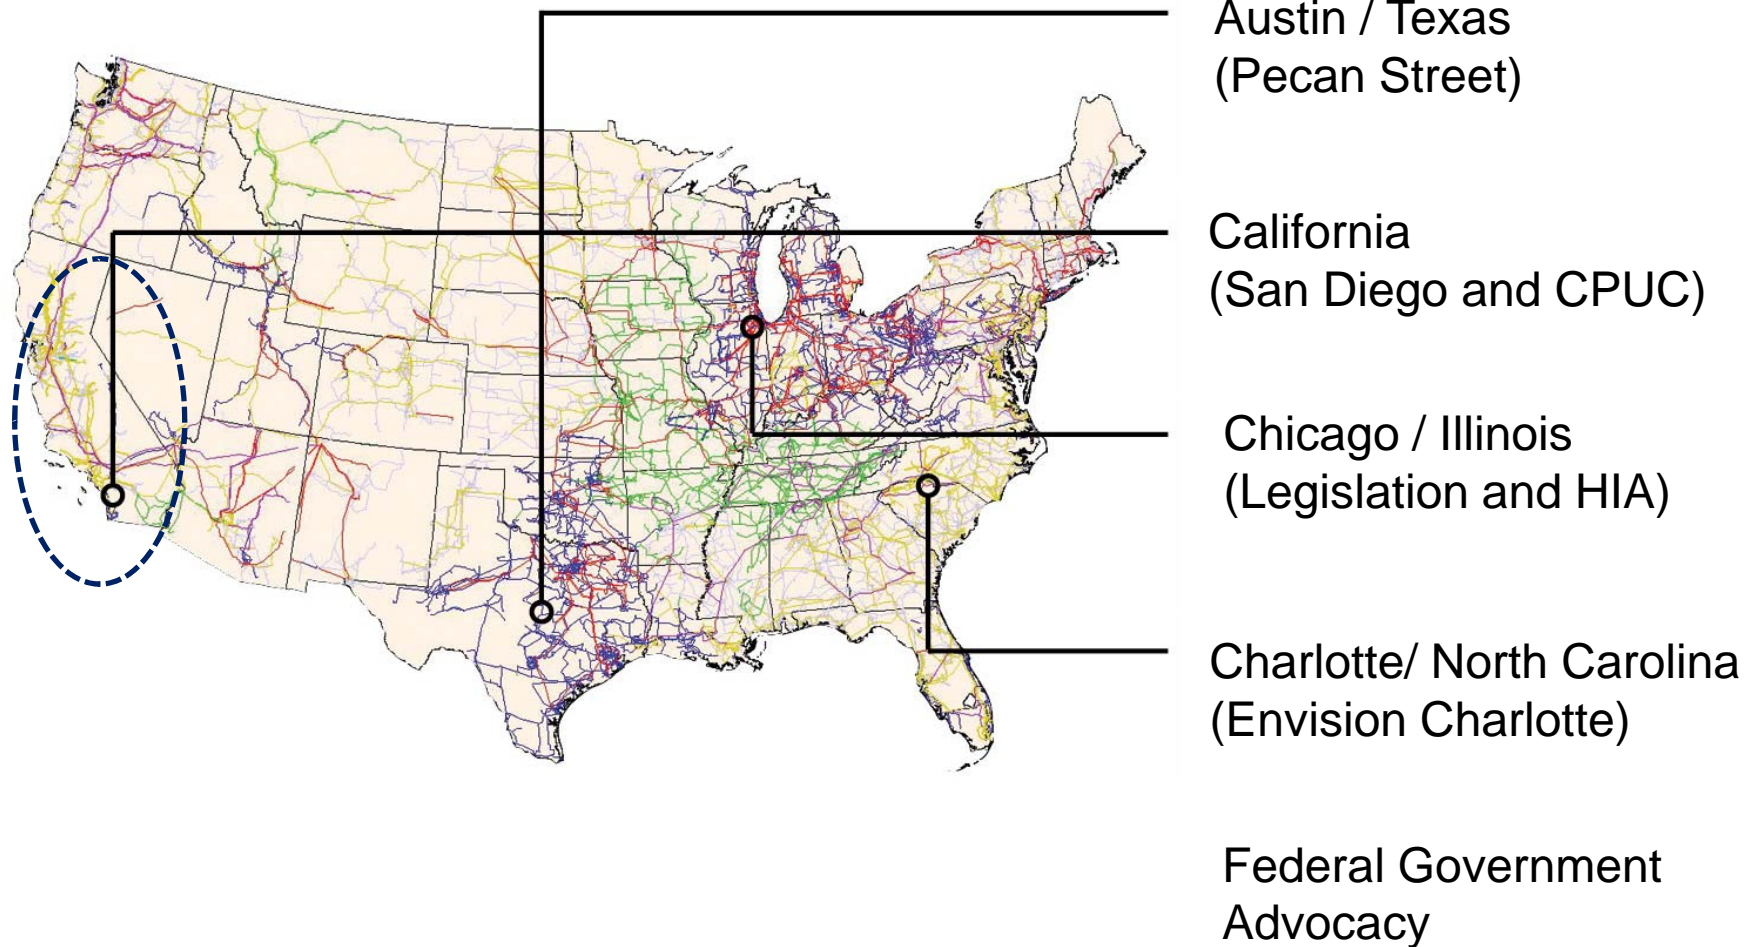 Austin / Texas
(Pecan Street)
California
(San Diego and CPUC)
Chicago / Illinois
(Legislation and HIA)
Charlotte/ North Carolina
(Envision Charlotte)
Federal Government
Advocacy